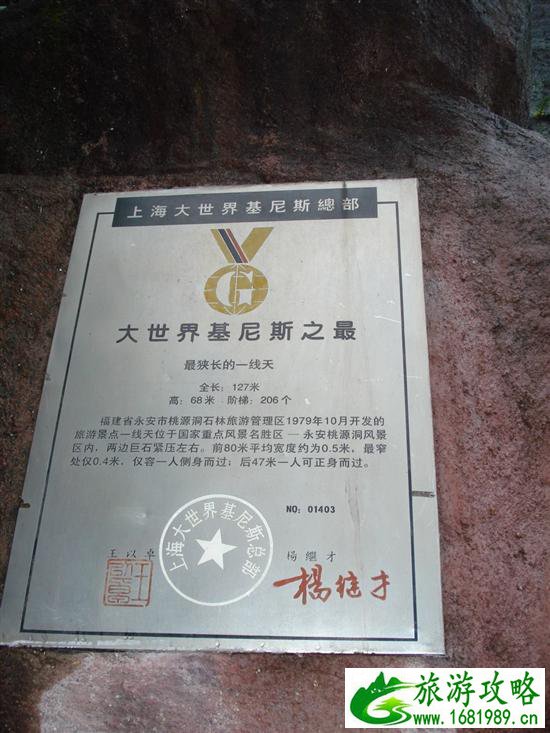 上海大世界基尼斯總部
G
大世界基尼斯之最
最狭长的一线天
全长：127米
高：68米 阶梯：206个
福建省永安市桃源洞石林旅游管理区1979年10月开发的
旅游景点一线天位于国家重点风景名胜区－永安桃源洞风景
区内，两边巨石紧压左右。前80米平均宽度约为0.5米，最窄
处仅0.4米，仅容一人侧身而过；后47米一人可正身而过。
NO: 01403
王以卓
杨继才
上海大世界基尼斯总部
楊继才
旅游攻略
www.1681989.cn